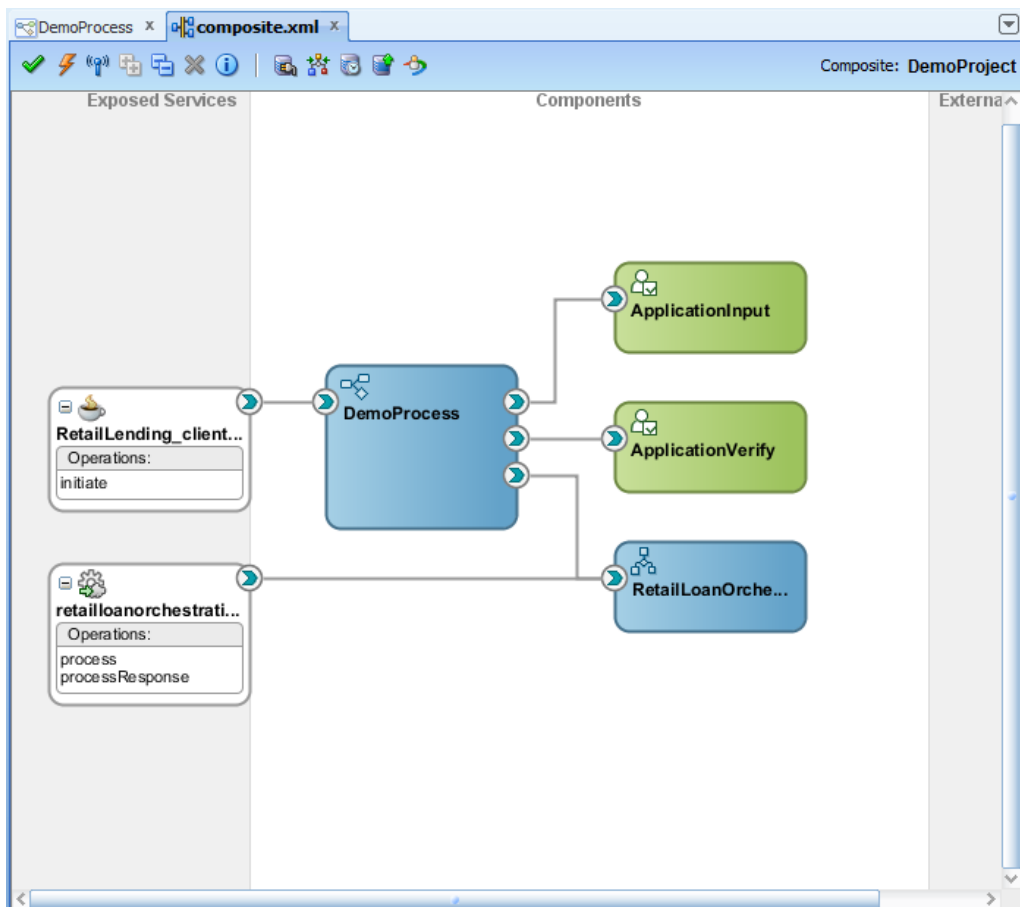 DemoProcess x composite.xml x
Composite: DemoProject
Exposed Services Components Externa
ApplicationInput
DemoProcess
RetailLending_client...
Operations:
initiate
ApplicationVerify
RetailLoanOrche...
retailloanorchestrati...
Operations:
process
processResponse